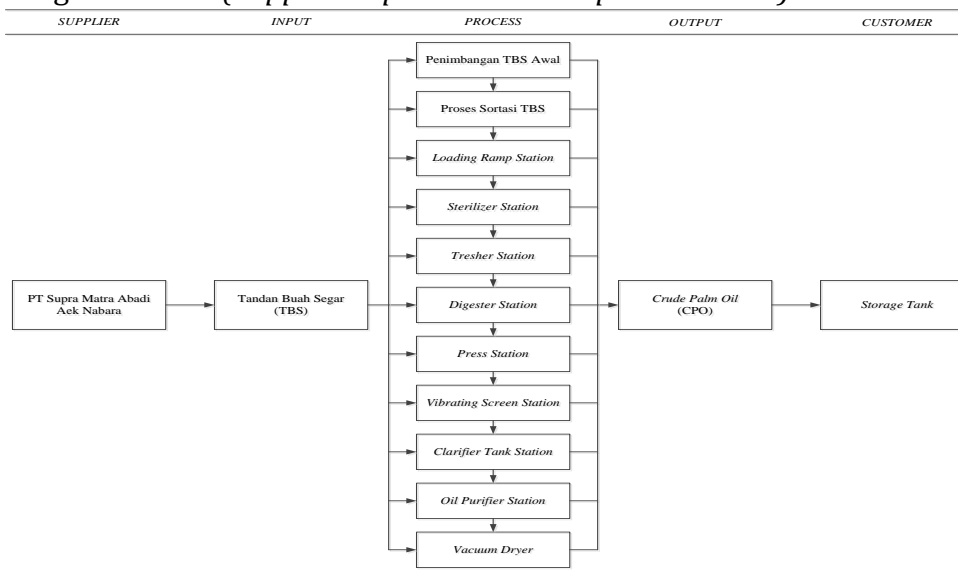 SUPPLIER INPUT PROCESS OUTPUT CUSTOMER
Penimbangan TBS Awal
Proses Sortasi TBS
Loading Ramp Station
Sterilizer Station
Tresher Station
PT Supra Matra Abadi
Aek Nabara
Tandan Buah Segar
(TBS)
Digester Station
Crude Palm Oil
(CPO)
Storage Tank
Press Station
Vibrating Screen Station
Clarifier Tank Station
Oil Purifier Station
Vacuum Dryer